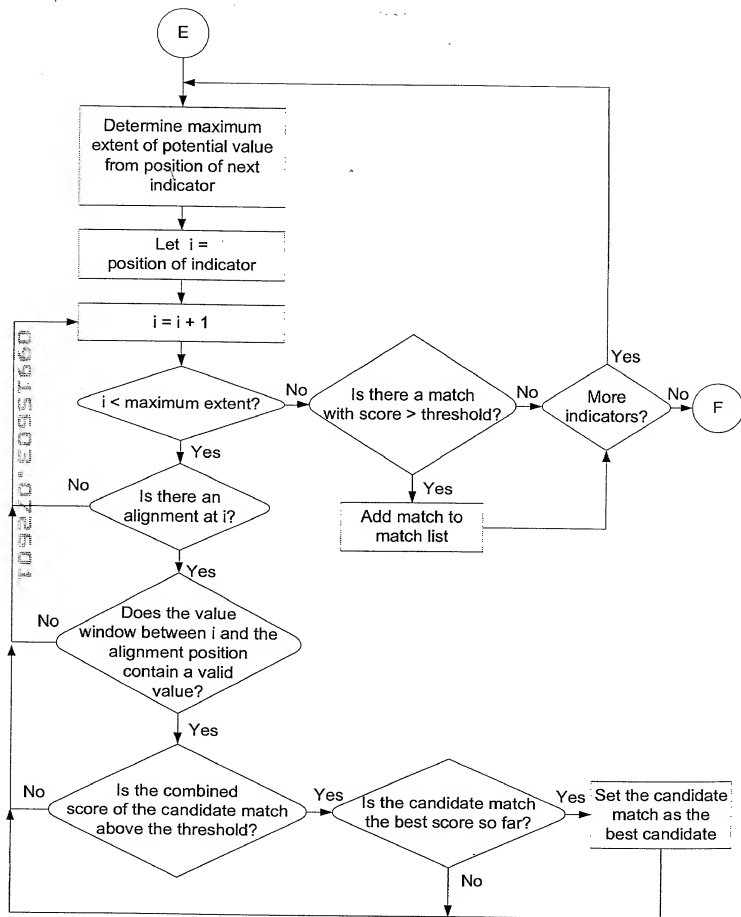 E
Determine maximum
extent of potential value
from position of next
indicator
Let i =
position of indicator
i = i + 1
i < maximum extent?
No
Yes
Is there a match
with score > threshold?
No
Yes
Add match to
match list
More
indicators?
Yes
No
F
Is there an
alignment at i?
No
Yes
Does the value
window between i and the
alignment position
contain a valid
value?
No
Yes
Is the combined
score of the candidate match
above the threshold?
No
Yes
Is the candidate match
the best score so far?
Yes
No
Set the candidate
match as the
best candidate